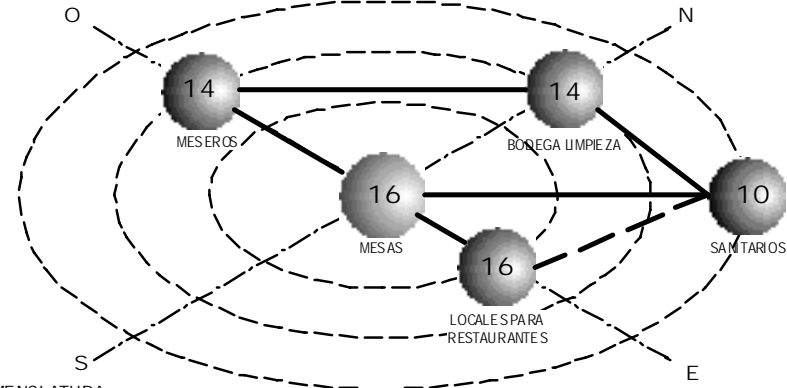 O
N
14
14
MESEROS
BODEGA LIMPIEZA
16
10
MESAS
SANITARIOS
16
LOCALES PARA
RESTAURANTES
S
E